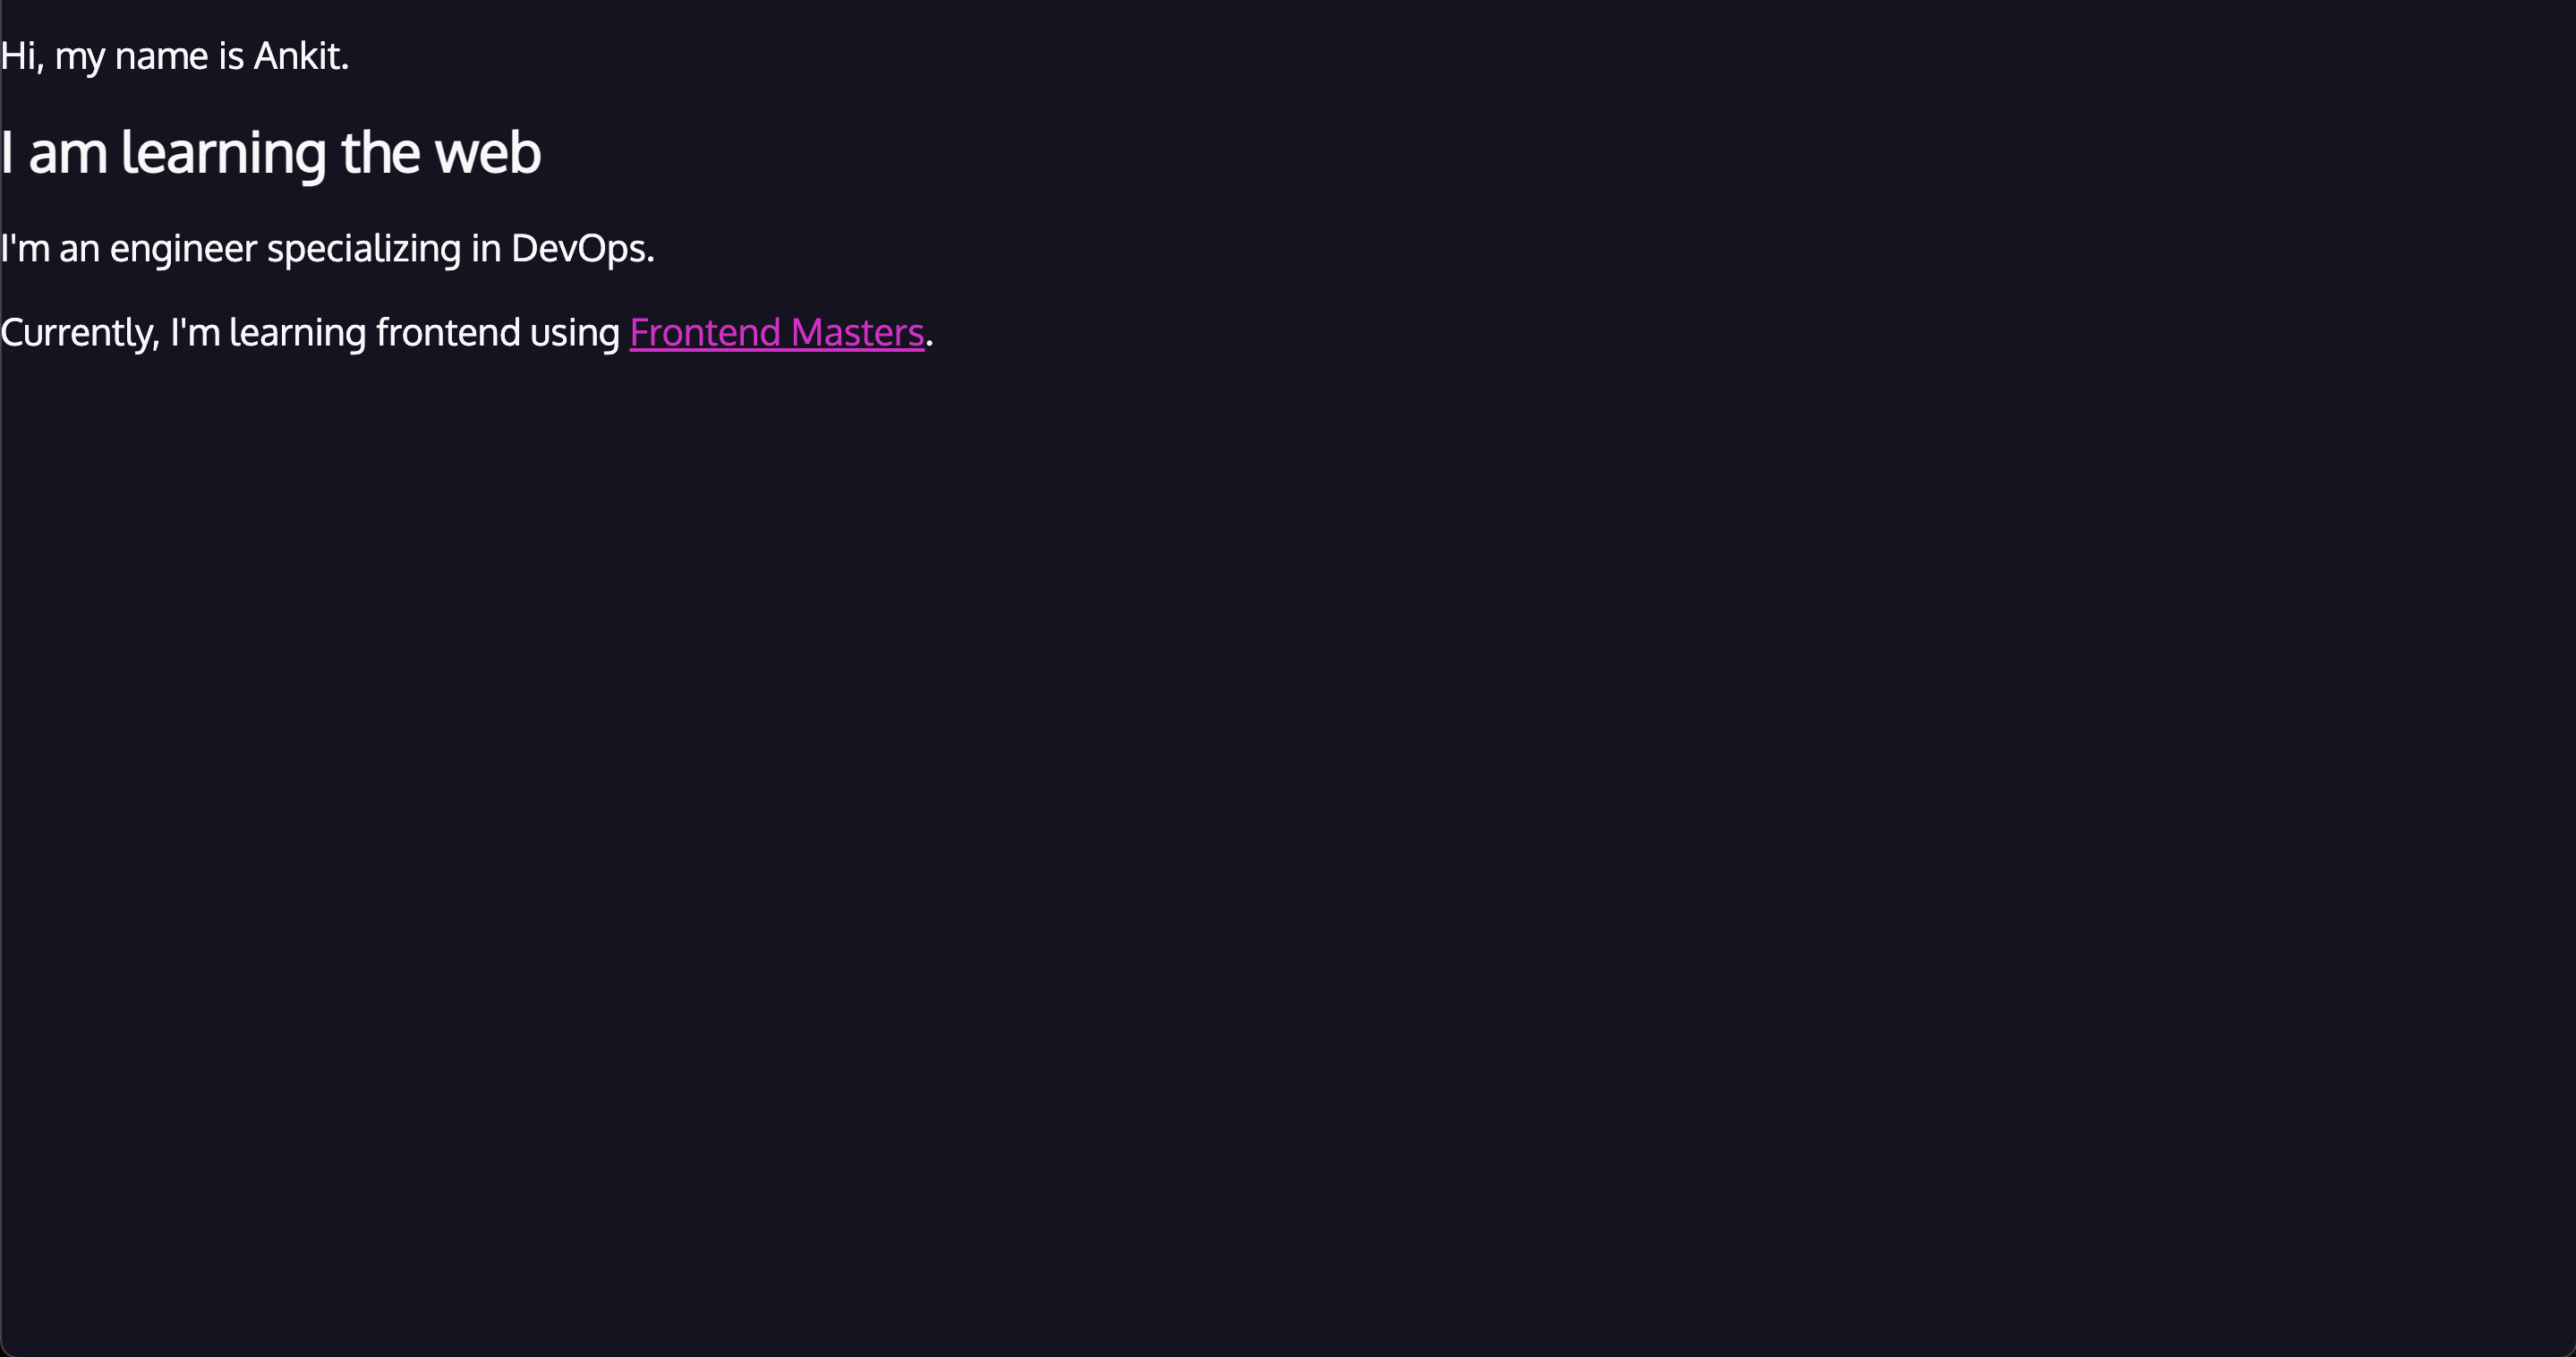 Hi, my name is Ankit.
I am learning the web
I'm an engineer specializing in DevOps.
Currently, I'm learning frontend using Frontend Masters.